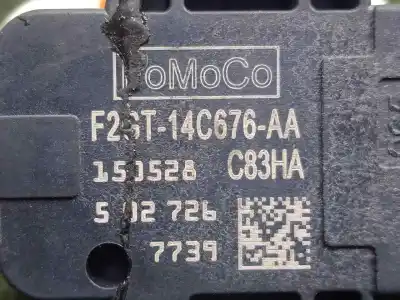 FoMoCo
F2GT-14C676-AA
150528 C83HA
5 02 726
7739